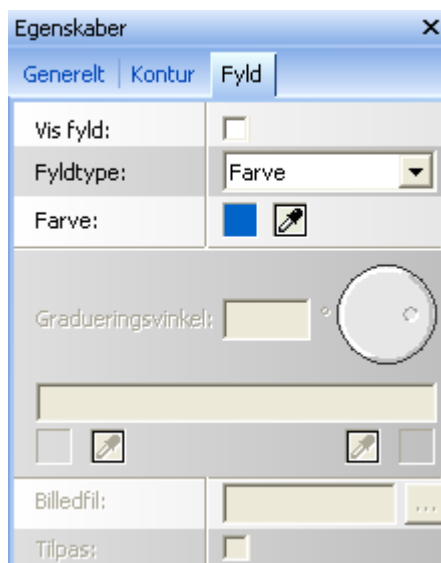 Egenskaber
Generelt Kontur Fyld
Vis fyld:
Fyldtype: Farve
Farve:
Gradueringsvinkel: °
Billedfil: ...
Tilpas: